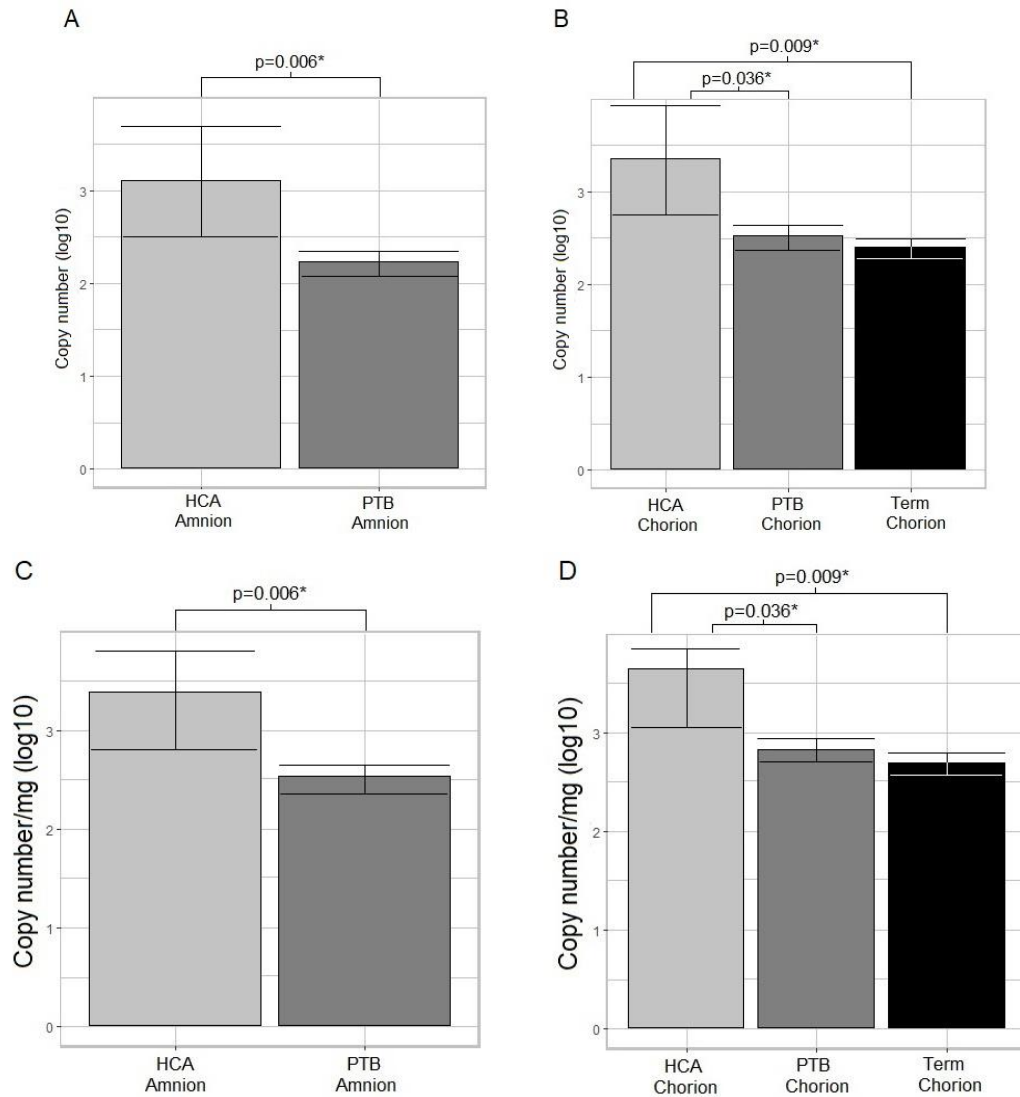 A
p=0.006*
Copy number (log10)
3
2
1
0
HCA
Amnion
PTB
Amnion
B
p=0.009*
p=0.036*
Copy number (log10)
3
2
1
0
HCA
Chorion
PTB
Chorion
Term
Chorion
C
p=0.006*
Copy number/mg (log10)
3
2
1
0
HCA
Amnion
PTB
Amnion
D
p=0.009*
p=0.036*
Copy number/mg (log10)
3
2
1
0
HCA
Chorion
PTB
Chorion
Term
Chorion